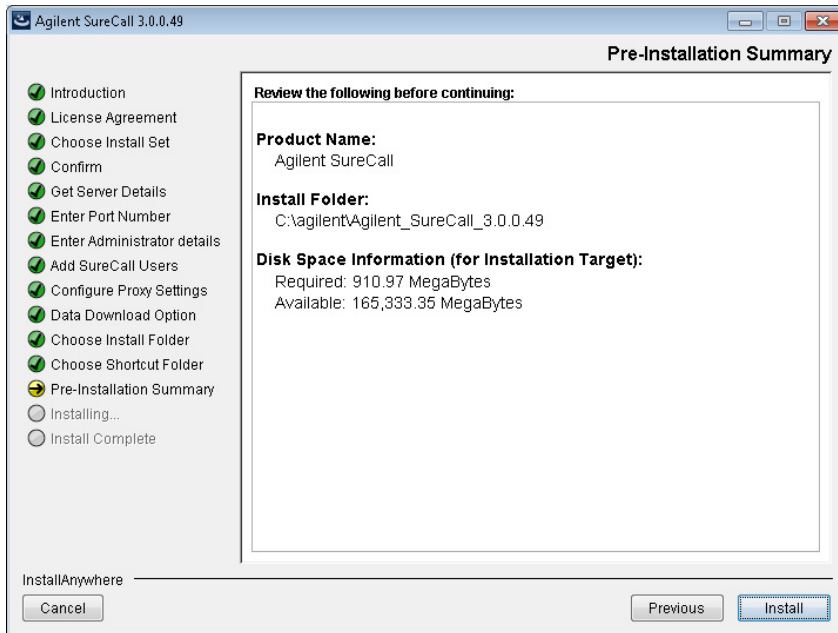 Agilent SureCall 3.0.0.49
Pre-Installation Summary
Introduction
License Agreement
Choose Install Set
Confirm
Get Server Details
Enter Port Number
Enter Administrator details
Add SureCall Users
Configure Proxy Settings
Data Download Option
Choose Install Folder
Choose Shortcut Folder
Pre-Installation Summary
Installing...
Install Complete
Review the following before continuing:
Product Name:
Agilent SureCall
Install Folder:
C:\agilent\Agilent_SureCall_3.0.0.49
Disk Space Information (for Installation Target):
Required: 910.97 MegaBytes
Available: 165,333.35 MegaBytes
InstallAnywhere
Cancel
Previous
Install